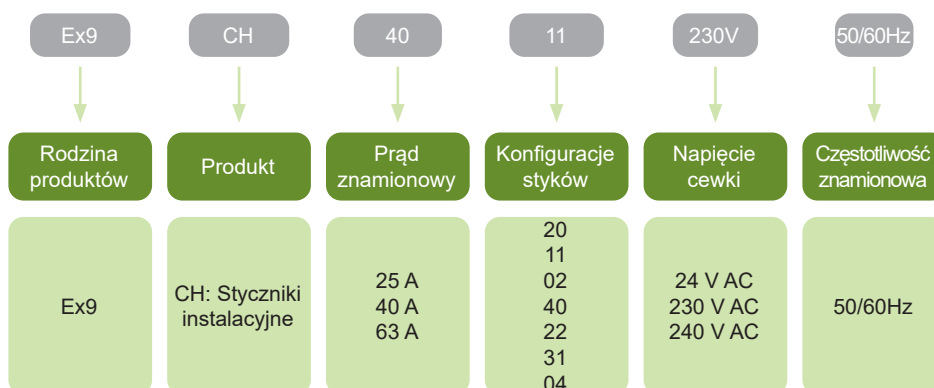 Ex9
CH
40
11
230V
50/60Hz
Rodzina
produktów
Produkt
Prąd
znamionowy
Konfiguracje
styków
Napięcie
cewki
Częstotliwość
znamionowa
Ex9
CH: Styczniki
instalacyjne
25 A
40 A
63 A
20
11
02
40
22
31
04
24 V AC
230 V AC
240 V AC
50/60Hz